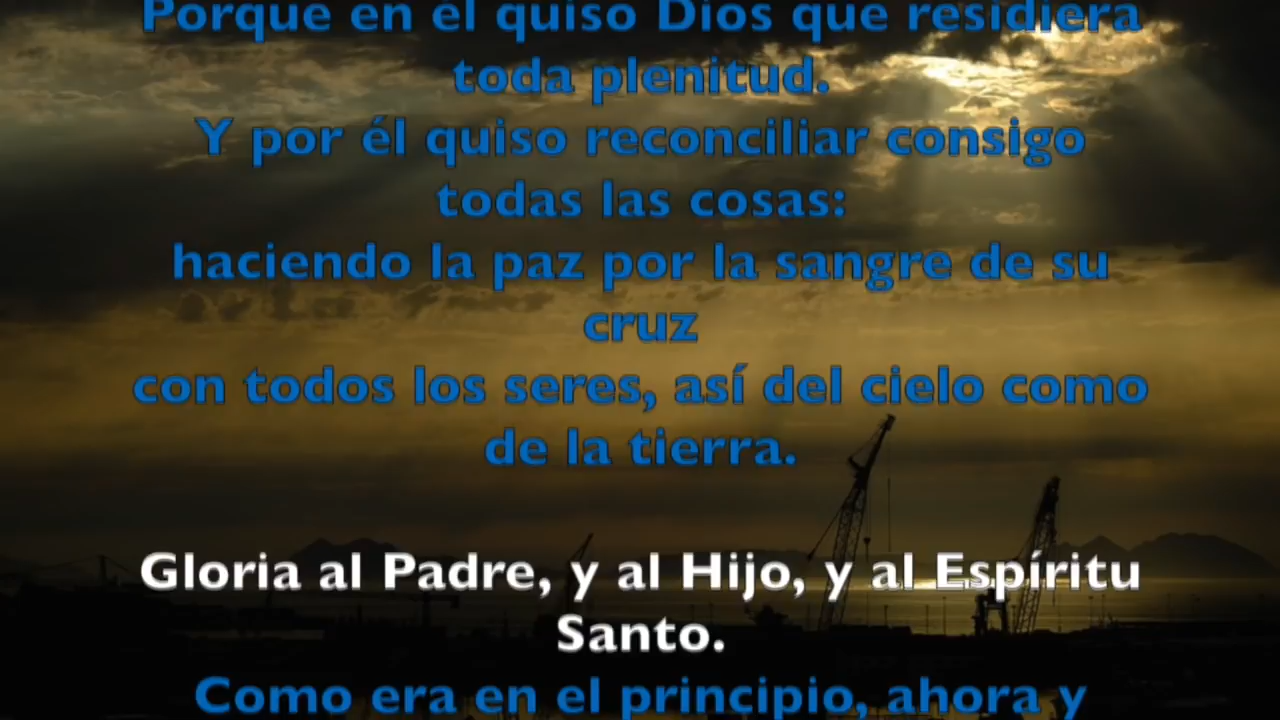 Porque en él quiso Dios que residiera
toda plenitud.
Y por él quiso reconciliar consigo
todas las cosas:
haciendo la paz por la sangre de su
cruz
con todos los seres, así del cielo como
de la tierra.
Gloria al Padre, y al Hijo, y al Espíritu
Santo.
Como era en el principio, ahora y